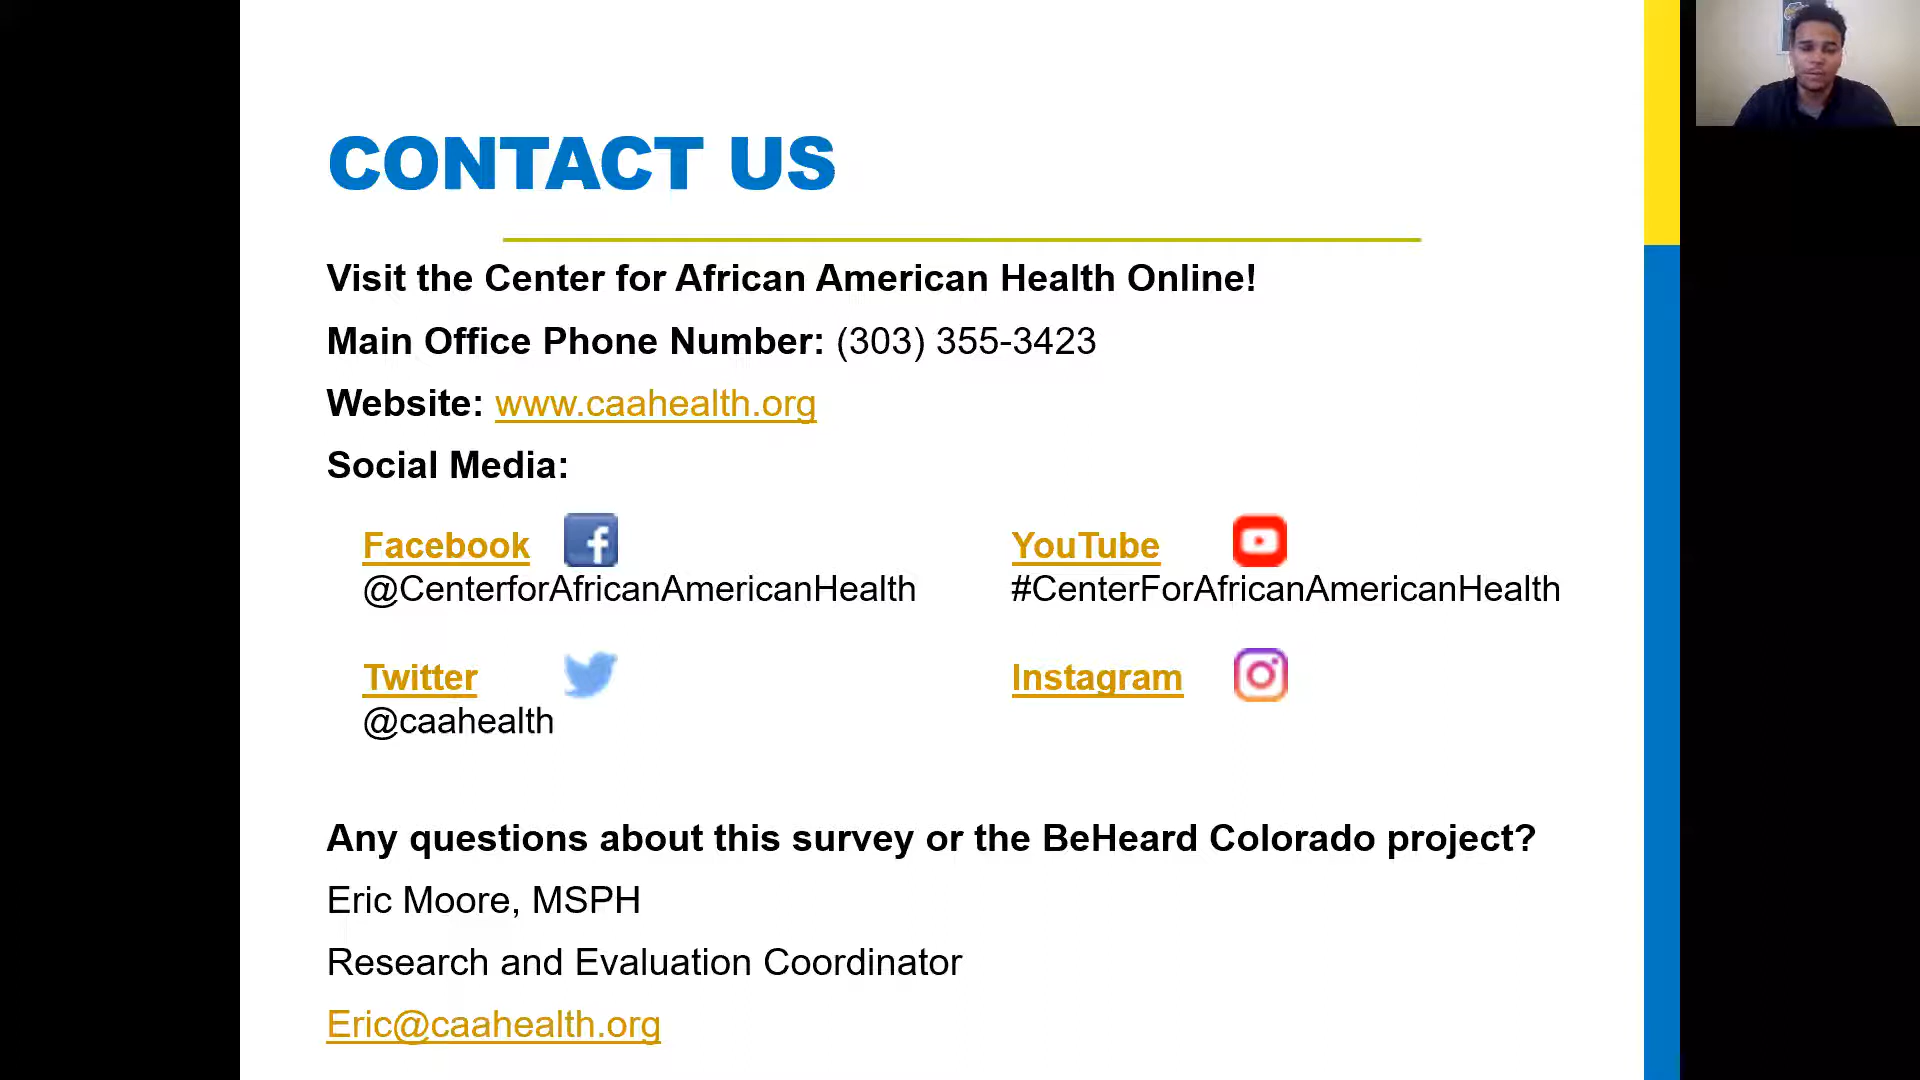 CONTACT US
Visit the Center for African American Health Online!
Main Office Phone Number: (303) 355-3423
Website: www.caahealth.org
Social Media:
Facebook
@CenterforAfricanAmericanHealth
YouTube
#CenterForAfricanAmericanHealth
Twitter
@caahealth
Instagram
Any questions about this survey or the BeHeard Colorado project?
Eric Moore, MSPH
Research and Evaluation Coordinator
Eric@caahealth.org